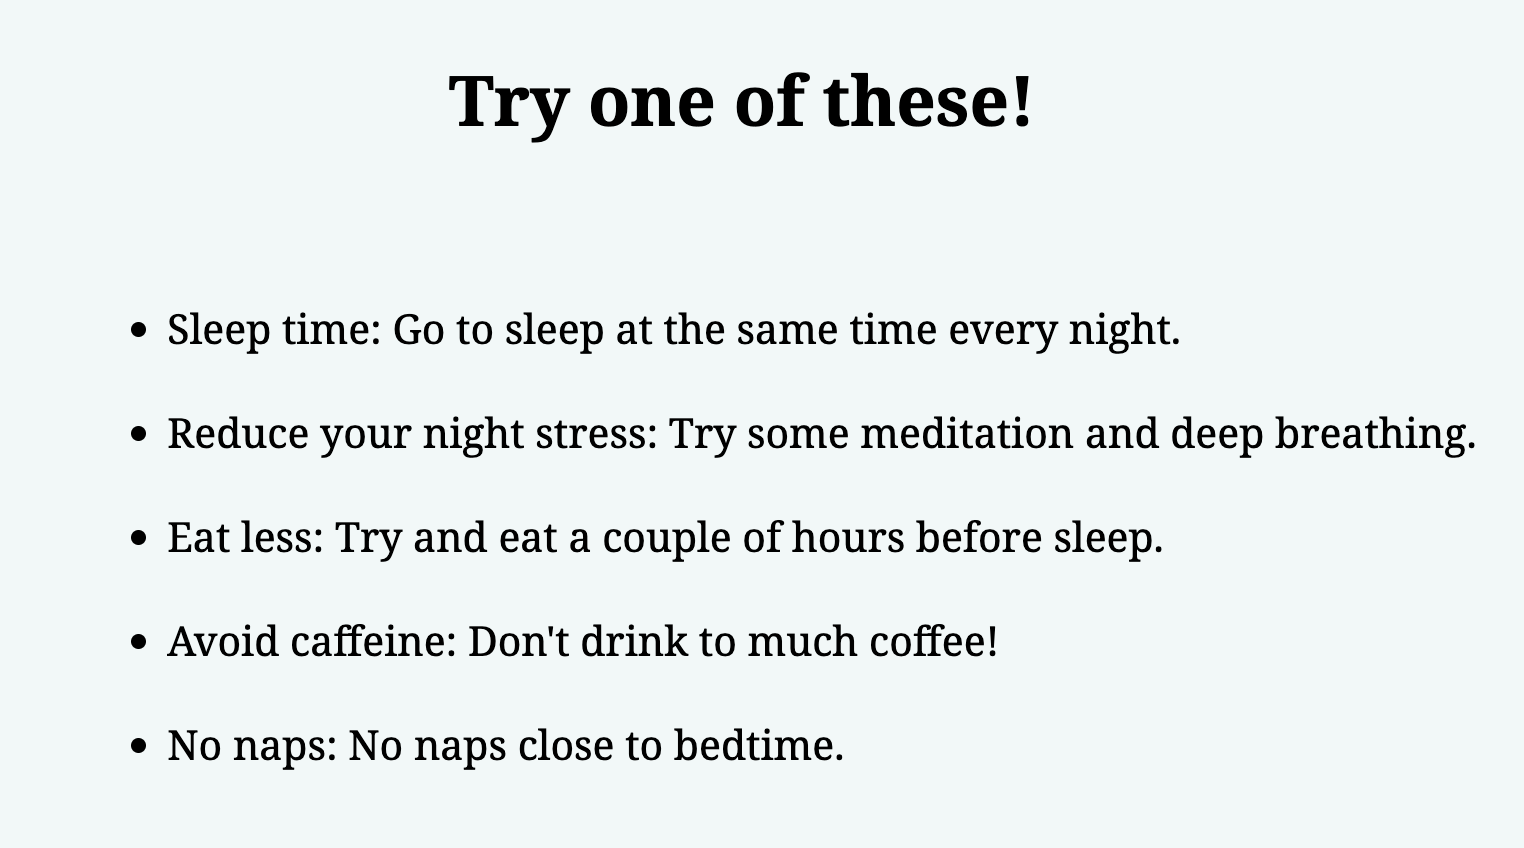 Try one of these!
• Sleep time: Go to sleep at the same time every night.
• Reduce your night stress: Try some meditation and deep breathing.
• Eat less: Try and eat a couple of hours before sleep.
• Avoid caffeine: Don't drink to much coffee!
• No naps: No naps close to bedtime.